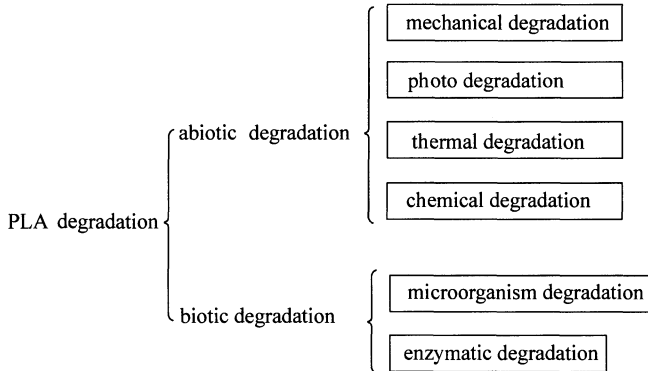 mechanical degradation
photo degradation
abiotic degradation
thermal degradation
chemical degradation
PLA degradation
microorganism degradation
biotic degradation
enzymatic degradation